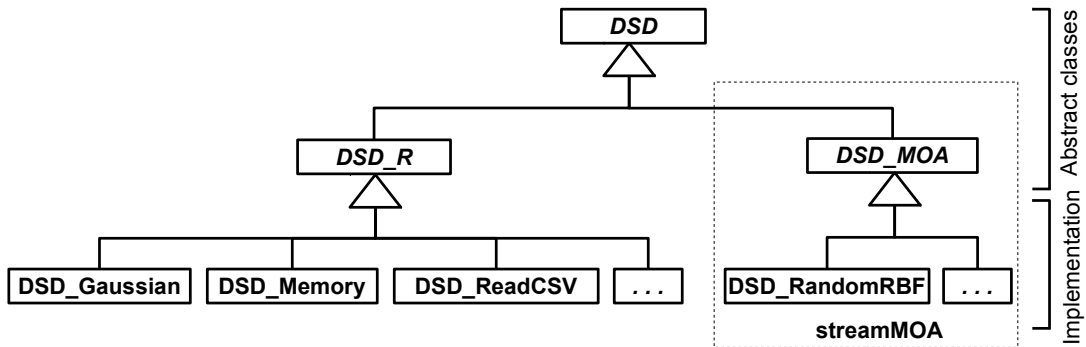 DSD
DSD_R
DSD_MOA
DSD_Gaussian
DSD_Memory
DSD_ReadCSV
. . .
DSD_RandomRBF
. . .
streamMOA
Abstract classes
Implementation